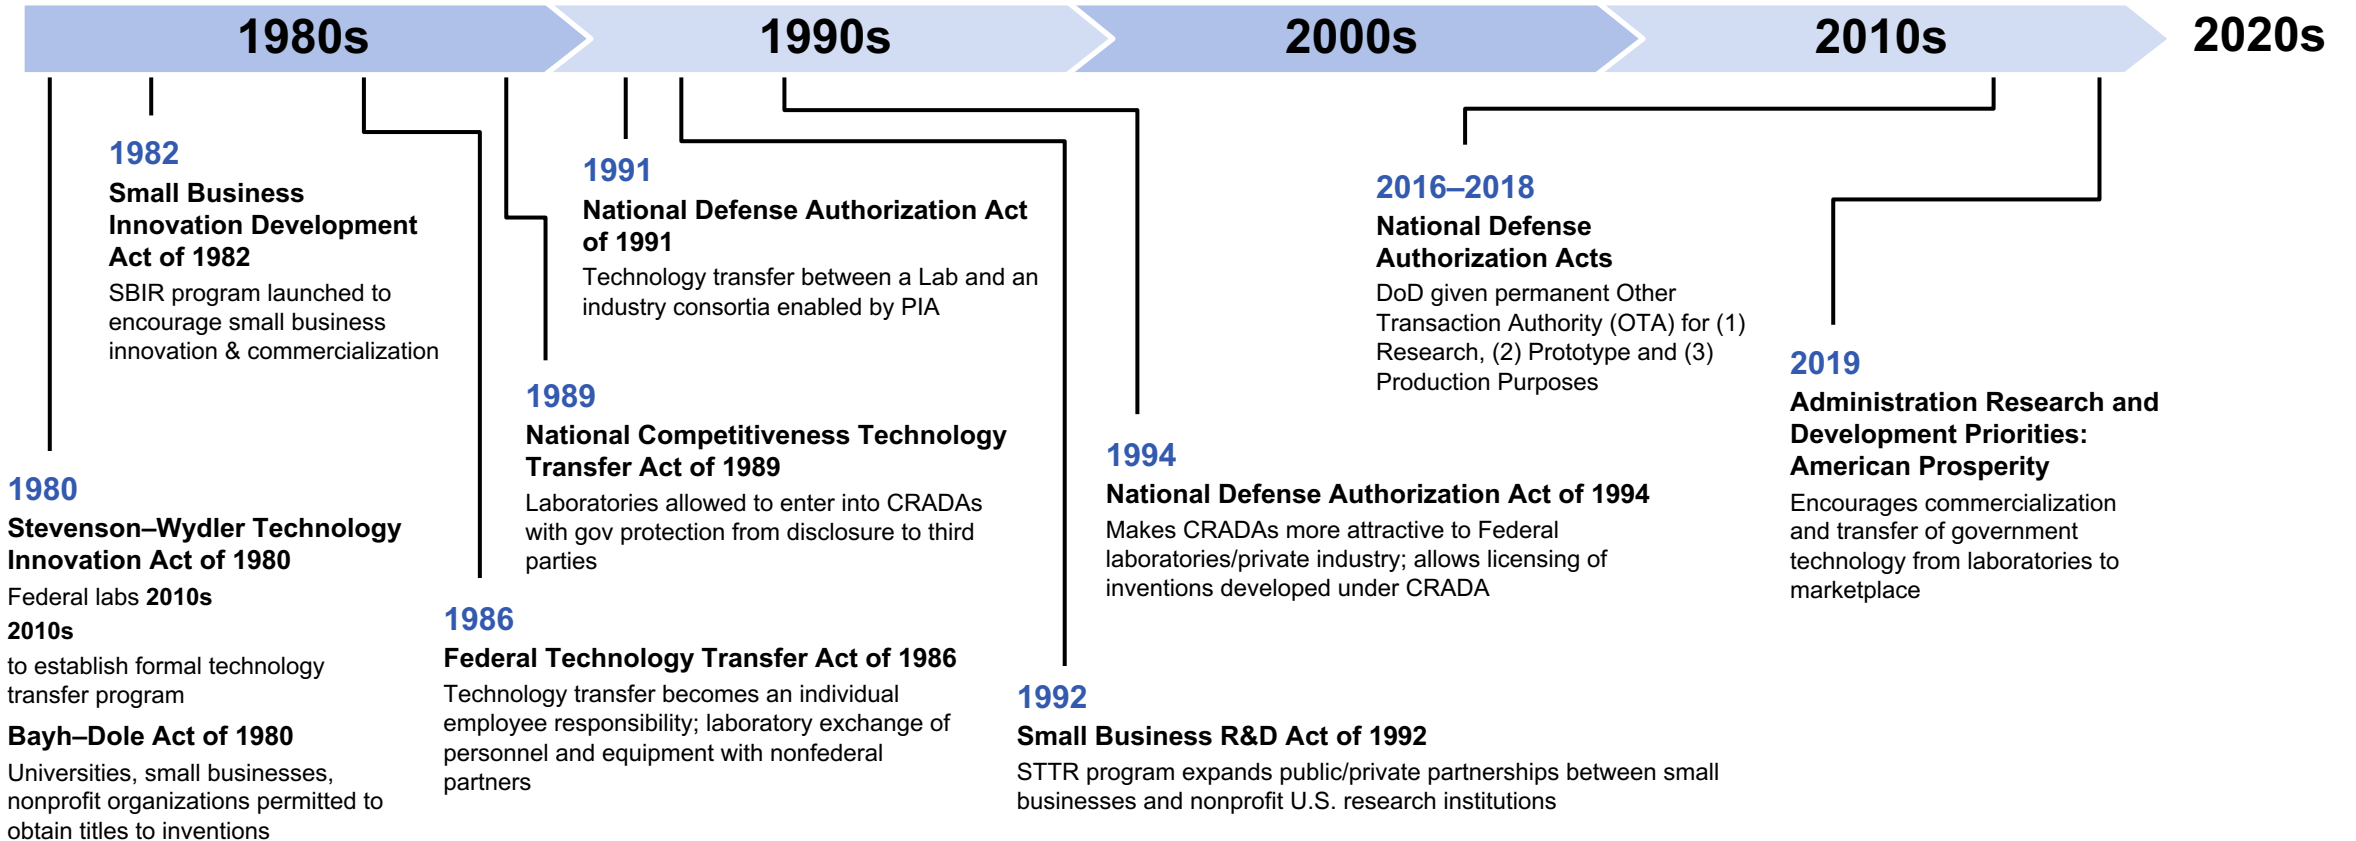 1980s
1990s
2000s
2010s
2020s
1980
Stevenson–Wydler Technology
Innovation Act of 1980
Federal labs 2010s
2010s
to establish formal technology
transfer program
Bayh–Dole Act of 1980
Universities, small businesses,
nonprofit organizations permitted to
obtain titles to inventions
1982
Small Business
Innovation Development
Act of 1982
SBIR program launched to
encourage small business
innovation & commercialization
1986
Federal Technology Transfer Act of 1986
Technology transfer becomes an individual
employee responsibility; laboratory exchange of
personnel and equipment with nonfederal
partners
1989
National Competitiveness Technology
Transfer Act of 1989
Laboratories allowed to enter into CRADAs
with gov protection from disclosure to third
parties
1991
National Defense Authorization Act
of 1991
Technology transfer between a Lab and an
industry consortia enabled by PIA
1992
Small Business R&D Act of 1992
STTR program expands public/private partnerships between small
businesses and nonprofit U.S. research institutions
1994
National Defense Authorization Act of 1994
Makes CRADAs more attractive to Federal
laboratories/private industry; allows licensing of
inventions developed under CRADA
2016–2018
National Defense
Authorization Acts
DoD given permanent Other
Transaction Authority (OTA) for (1)
Research, (2) Prototype and (3)
Production Purposes
2019
Administration Research and
Development Priorities:
American Prosperity
Encourages commercialization
and transfer of government
technology from laboratories to
marketplace